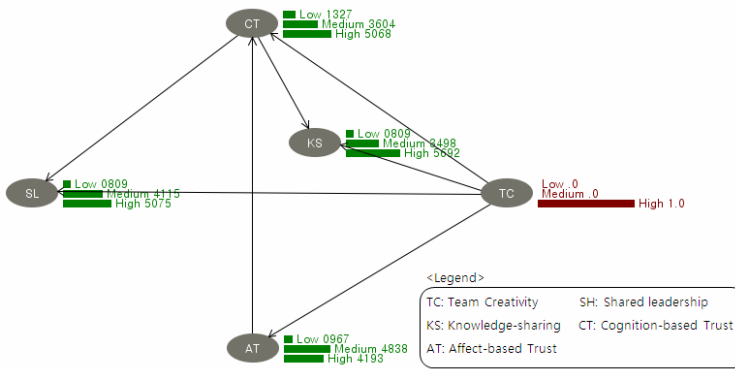 CT
Low 1327
Medium 3604
High 5068
KS
Low 0809
Medium 3498
High 5692
SL
Low 0809
Medium 4115
High 5075
TC
Low .0
Medium .0
High 1.0
AT
Low 0967
Medium 4838
High 4193
<Legend>
TC: Team Creativity SH: Shared leadership
KS: Knowledge-sharing CT: Cognition-based Trust
AT: Affect-based Trust